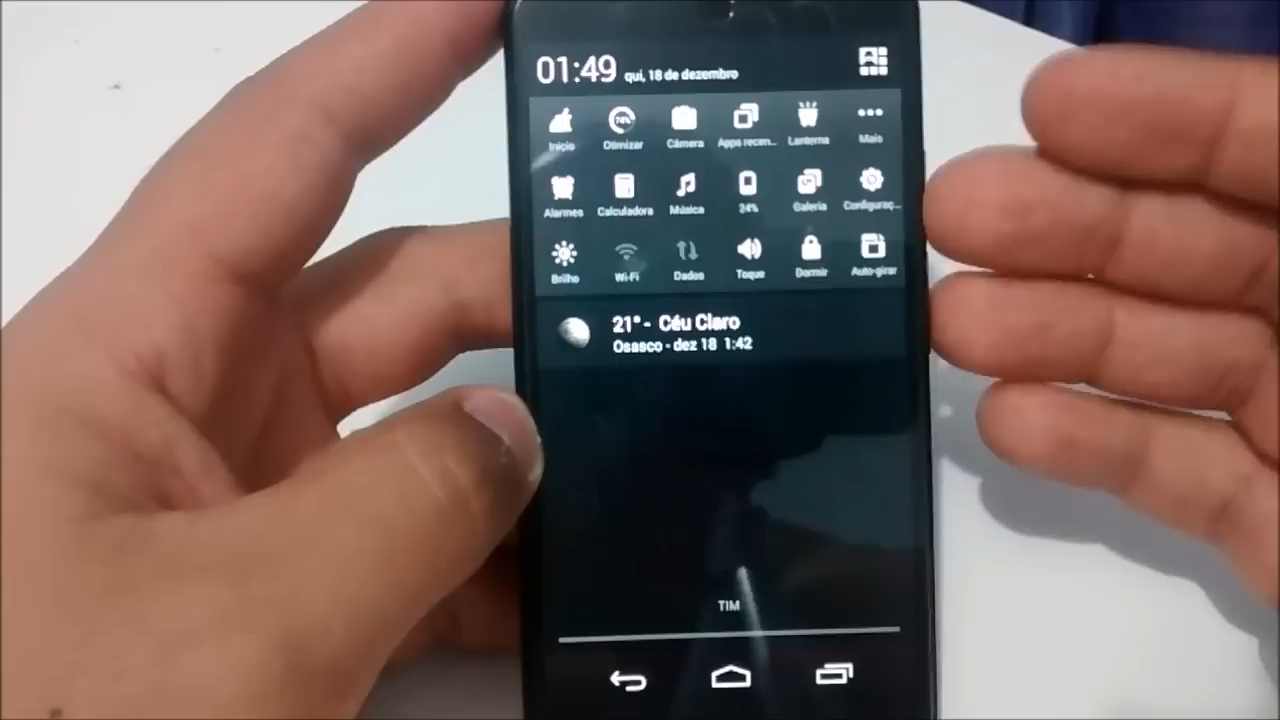 01:49 qui, 18 de dezembro
Início 74% Otimizar Câmera Apps recen... Lanterna Mais
Alarmes Calculadora Música 24% Galeria Configuraç...
Brilho Wi-Fi Dados Toque Dormir Auto-girar
21° - Céu Claro
Osasco - dez 18 1:42
TIM